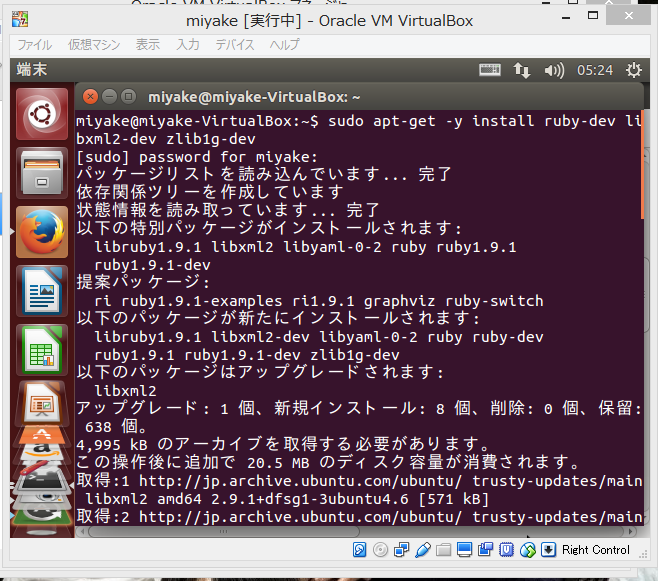 miyake [実行中] - Oracle VM VirtualBox
ファイル 仮想マシン 表示 入力 デバイス ヘルプ
端末 05:24
miyake@miyake-VirtualBox: ~
miyake@miyake-VirtualBox:~$ sudo apt-get -y install ruby-dev li
bxml2-dev zlib1g-dev
[sudo] password for miyake:
パッケージリストを読み込んでいます... 完了
依存関係ツリーを作成しています
状態情報を読み取っています... 完了
以下の特別パッケージがインストールされます:
libruby1.9.1 libxml2 libyaml-0-2 ruby ruby1.9.1
ruby1.9.1-dev
提案パッケージ:
ri ruby1.9.1-examples ri1.9.1 graphviz ruby-switch
以下のパッケージが新たにインストールされます:
libruby1.9.1 libxml2-dev libyaml-0-2 ruby ruby-dev
ruby1.9.1 ruby1.9.1-dev zlib1g-dev
以下のパッケージはアップグレードされます:
libxml2
アップグレード: 1 個、新規インストール: 8 個、削除: 0 個、保留:
638 個。
4,995 kB のアーカイブを取得する必要があります。
この操作後に追加で 20.5 MB のディスク容量が消費されます。
取得:1 http://jp.archive.ubuntu.com/ubuntu/ trusty-updates/main
libxml2 amd64 2.9.1+dfsg1-3ubuntu4.6 [571 kB]
取得:2 http://jp.archive.ubuntu.com/ubuntu/ trusty-updates/main
Right Control